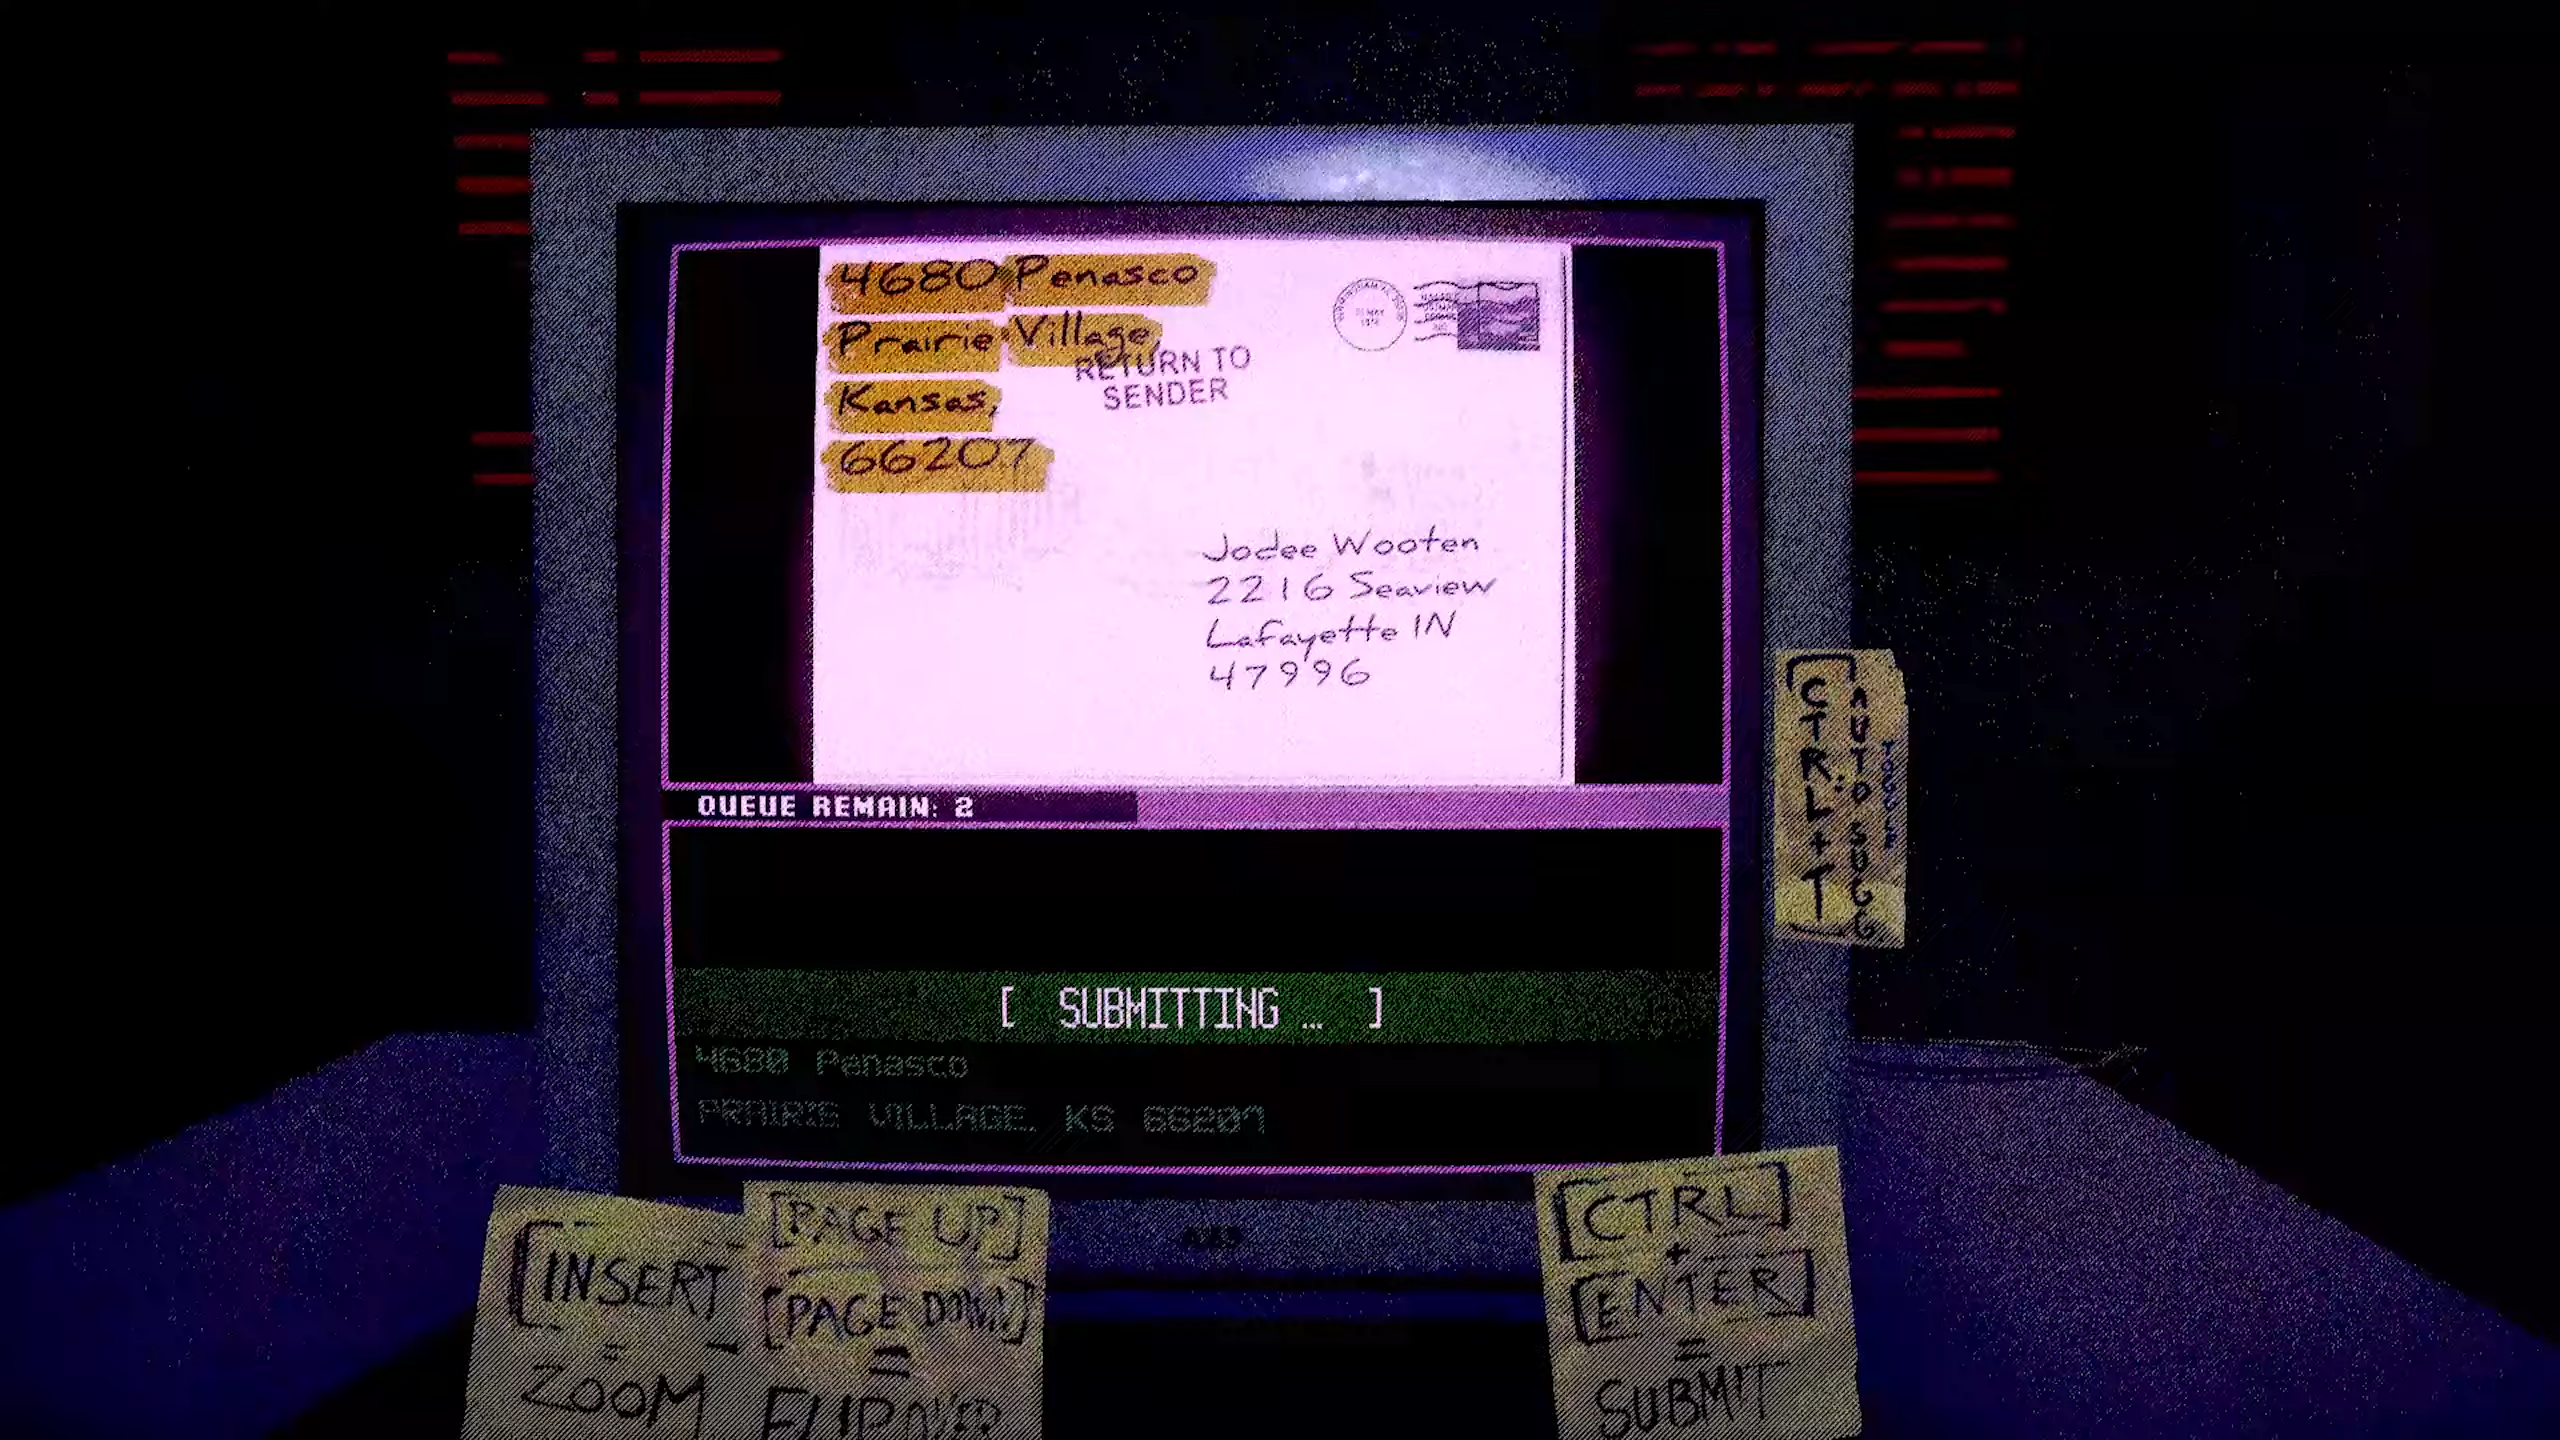 4680 Penasco
Prairie Village,
Kansas,
66207
RETURN TO
SENDER
Jodee Wooten
2216 Seaview
Lafayette IN
47996
QUEUE REMAIN: 2
[ SUBMITTING ... ]
4680 Penasco
PRAIRIE VILLAGE, KS 66207
[CTRL+T]
AUTO SUGG
TOGGLE
[INSERT]
=
ZOOM
[PAGE UP]
[PAGE DOWN]
=
FLIP OVER
[CTRL]
+
[ENTER]
=
SUBMIT